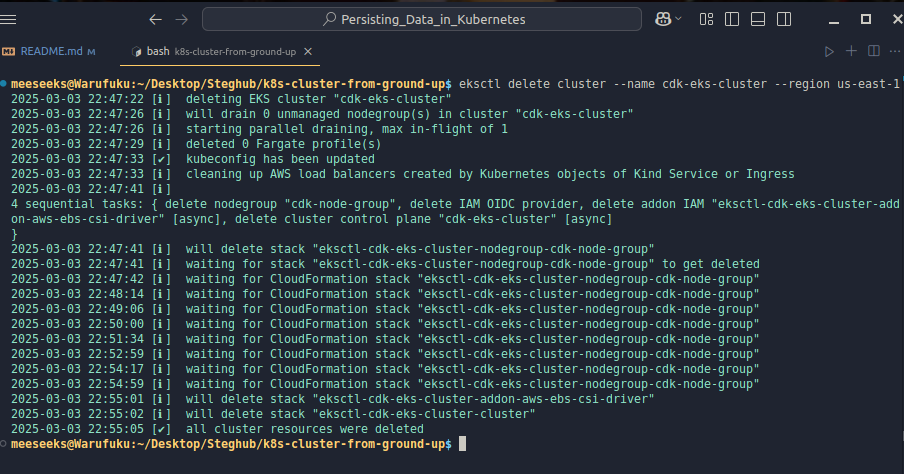 Persisting_Data_in_Kubernetes
README.md M
bash k8s-cluster-from-ground-up
meeseeks@Warufuku:~/Desktop/Steghub/k8s-cluster-from-ground-up$ eksctl delete cluster --name cdk-eks-cluster --region us-east-1
2025-03-03 22:47:22 [ℹ]  deleting EKS cluster "cdk-eks-cluster"
2025-03-03 22:47:26 [ℹ]  will drain 0 unmanaged nodegroup(s) in cluster "cdk-eks-cluster"
2025-03-03 22:47:26 [ℹ]  starting parallel draining, max in-flight of 1
2025-03-03 22:47:29 [ℹ]  deleted 0 Fargate profile(s)
2025-03-03 22:47:33 [✔]  kubeconfig has been updated
2025-03-03 22:47:33 [ℹ]  cleaning up AWS load balancers created by Kubernetes objects of Kind Service or Ingress
2025-03-03 22:47:41 [ℹ]
4 sequential tasks: { delete nodegroup "cdk-node-group", delete IAM OIDC provider, delete addon IAM "eksctl-cdk-eks-cluster-add
on-aws-ebs-csi-driver" [async], delete cluster control plane "cdk-eks-cluster" [async]
}
2025-03-03 22:47:41 [ℹ]  will delete stack "eksctl-cdk-eks-cluster-nodegroup-cdk-node-group"
2025-03-03 22:47:41 [ℹ]  waiting for stack "eksctl-cdk-eks-cluster-nodegroup-cdk-node-group" to get deleted
2025-03-03 22:47:42 [ℹ]  waiting for CloudFormation stack "eksctl-cdk-eks-cluster-nodegroup-cdk-node-group"
2025-03-03 22:48:14 [ℹ]  waiting for CloudFormation stack "eksctl-cdk-eks-cluster-nodegroup-cdk-node-group"
2025-03-03 22:49:06 [ℹ]  waiting for CloudFormation stack "eksctl-cdk-eks-cluster-nodegroup-cdk-node-group"
2025-03-03 22:50:00 [ℹ]  waiting for CloudFormation stack "eksctl-cdk-eks-cluster-nodegroup-cdk-node-group"
2025-03-03 22:51:34 [ℹ]  waiting for CloudFormation stack "eksctl-cdk-eks-cluster-nodegroup-cdk-node-group"
2025-03-03 22:52:59 [ℹ]  waiting for CloudFormation stack "eksctl-cdk-eks-cluster-nodegroup-cdk-node-group"
2025-03-03 22:54:17 [ℹ]  waiting for CloudFormation stack "eksctl-cdk-eks-cluster-nodegroup-cdk-node-group"
2025-03-03 22:54:59 [ℹ]  waiting for CloudFormation stack "eksctl-cdk-eks-cluster-nodegroup-cdk-node-group"
2025-03-03 22:55:01 [ℹ]  will delete stack "eksctl-cdk-eks-cluster-addon-aws-ebs-csi-driver"
2025-03-03 22:55:02 [ℹ]  will delete stack "eksctl-cdk-eks-cluster-cluster"
2025-03-03 22:55:05 [✔]  all cluster resources were deleted
meeseeks@Warufuku:~/Desktop/Steghub/k8s-cluster-from-ground-up$